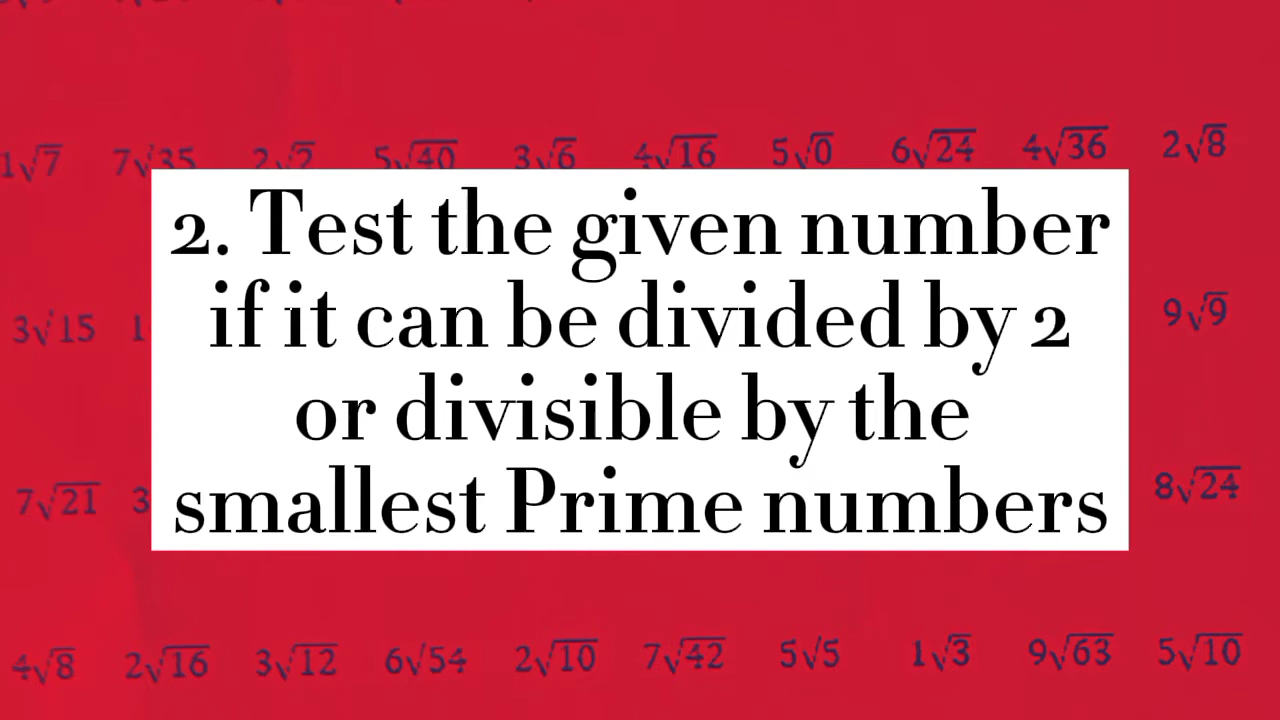 1√7 7√35 2√2 5√40 3√6 4√16 5√0 6√24 4√36 2√8
2. Test the given number
if it can be divided by 2
or divisible by the
smallest Prime numbers
3√15 1
9√9
7√21 3
8√24
4√8 2√16 3√12 6√54 2√10 7√42 5√5 1√3 9√63 5√10